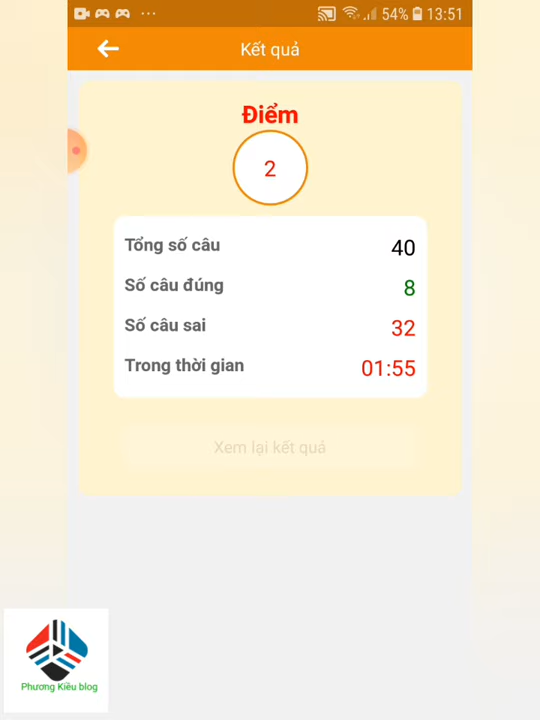 54% 13:51
Kết quả
Điểm
2
Tổng số câu 40
Số câu đúng 8
Số câu sai 32
Trong thời gian 01:55
Xem lại kết quả
Phương Kiều blog